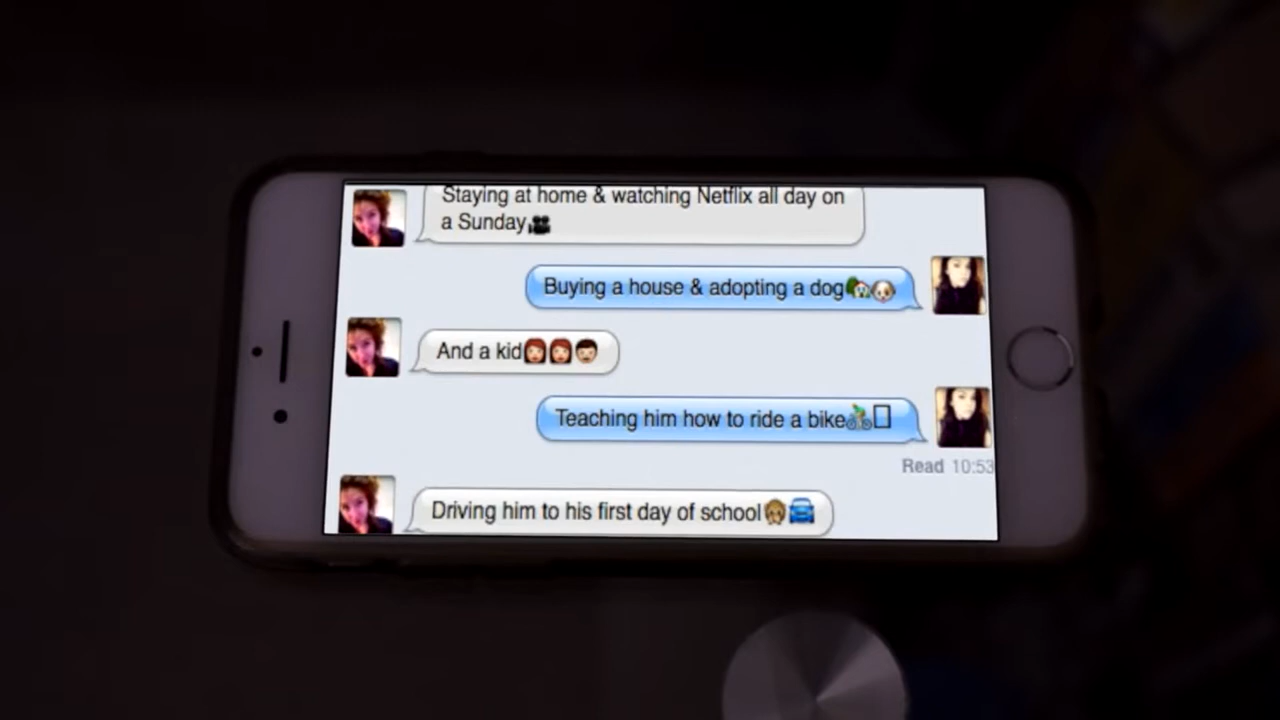 Staying at home & watching Netflix all day on
a Sunday🎥
Buying a house & adopting a dog🏡🐶
And a kid👩👩👦
Teaching him how to ride a bike🚴
Read 10:53
Driving him to his first day of school🙊🚙